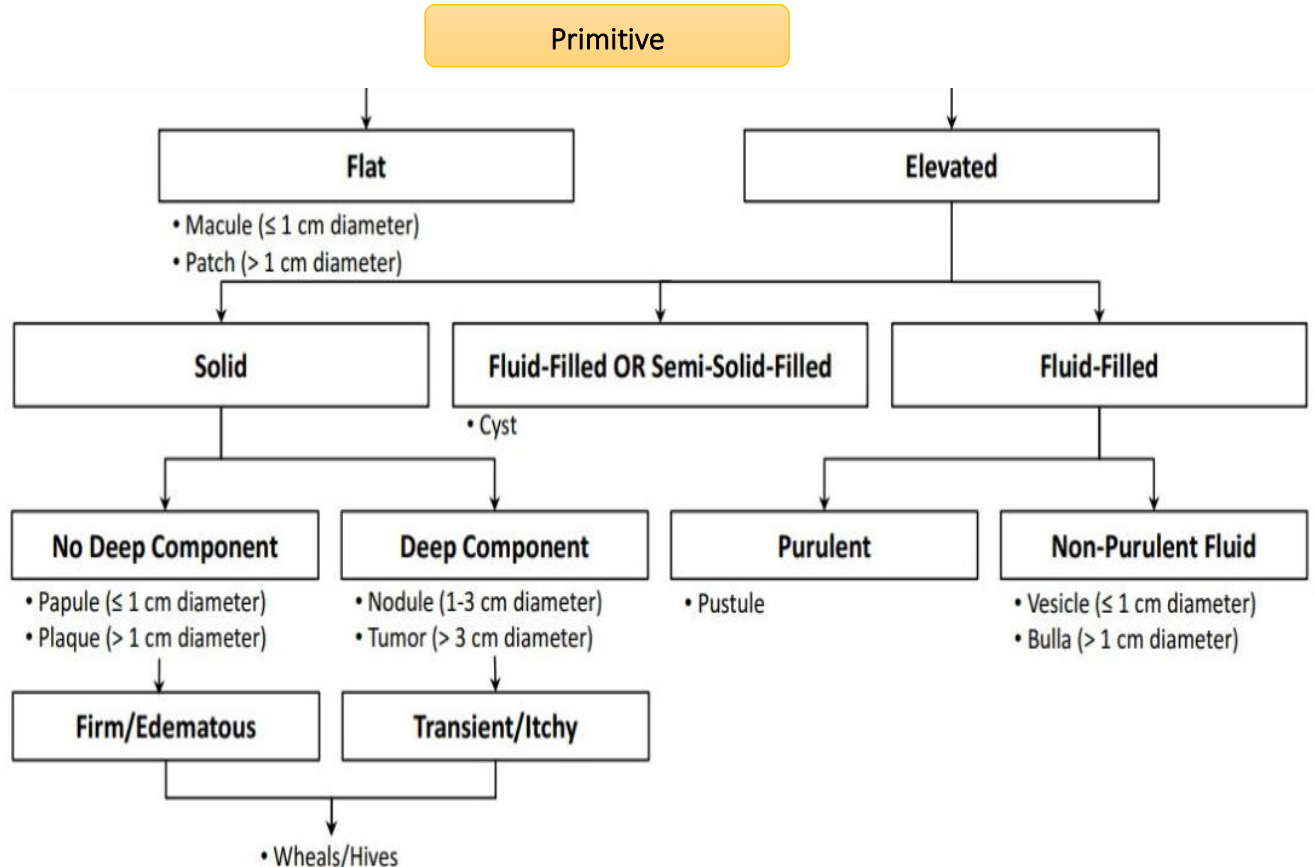 Primitive
Flat
Elevated
• Macule (≤ 1 cm diameter)
• Patch (> 1 cm diameter)
Solid
Fluid-Filled OR Semi-Solid-Filled
Fluid-Filled
• Cyst
No Deep Component
Deep Component
Purulent
Non-Purulent Fluid
• Papule (≤ 1 cm diameter)
• Plaque (> 1 cm diameter)
• Nodule (1-3 cm diameter)
• Tumor (> 3 cm diameter)
• Pustule
• Vesicle (≤ 1 cm diameter)
• Bulla (> 1 cm diameter)
Firm/Edematous
Transient/Itchy
• Wheals/Hives